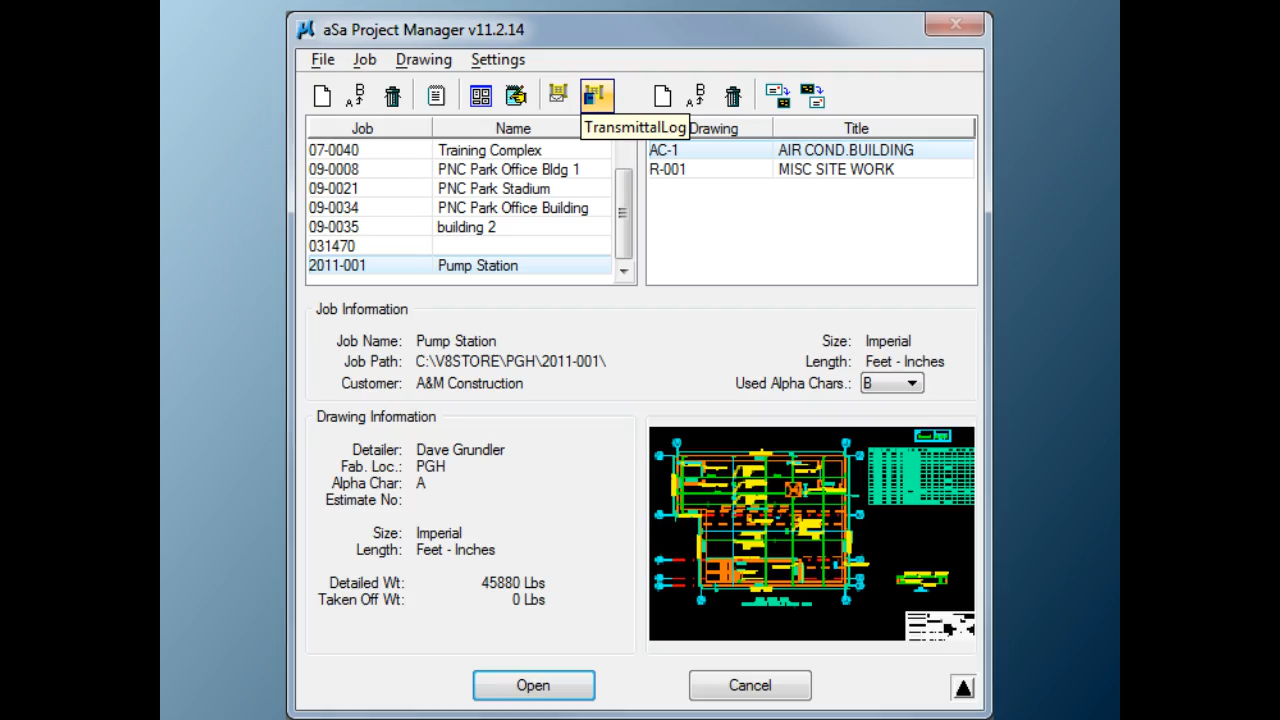 aSa Project Manager v11.2.14
File Job Drawing Settings
TransmittalLog
Job Name Drawing Title
07-0040 Training Complex AC-1 AIR COND.BUILDING
09-0008 PNC Park Office Bldg 1 R-001 MISC SITE WORK
09-0021 PNC Park Stadium
09-0034 PNC Park Office Building
09-0035 building 2
031470
2011-001 Pump Station
Job Information
Job Name: Pump Station Size: Imperial
Job Path: C:\V8STORE\PGH\2011-001\ Length: Feet - Inches
Customer: A&M Construction Used Alpha Chars.: B
Drawing Information
Detailer: Dave Grundler
Fab. Loc.: PGH
Alpha Char: A
Estimate No:
Size: Imperial
Length: Feet - Inches
Detailed Wt: 45880 Lbs
Taken Off Wt: 0 Lbs
Open Cancel